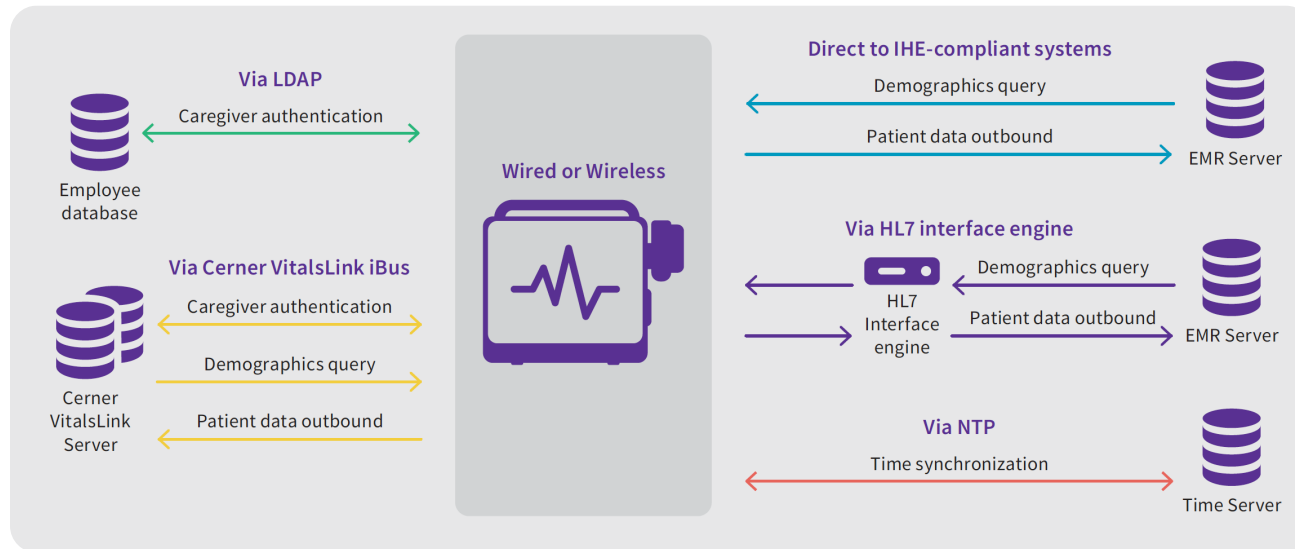 Via LDAP
Caregiver authentication
Employee
database
Via Cerner VitalsLink iBus
Caregiver authentication
Demographics query
Patient data outbound
Cerner
VitalsLink
Server
Wired or Wireless
Direct to IHE-compliant systems
Demographics query
Patient data outbound
EMR Server
Via HL7 interface engine
Demographics query
HL7
Interface
engine
Patient data outbound
EMR Server
Via NTP
Time synchronization
Time Server